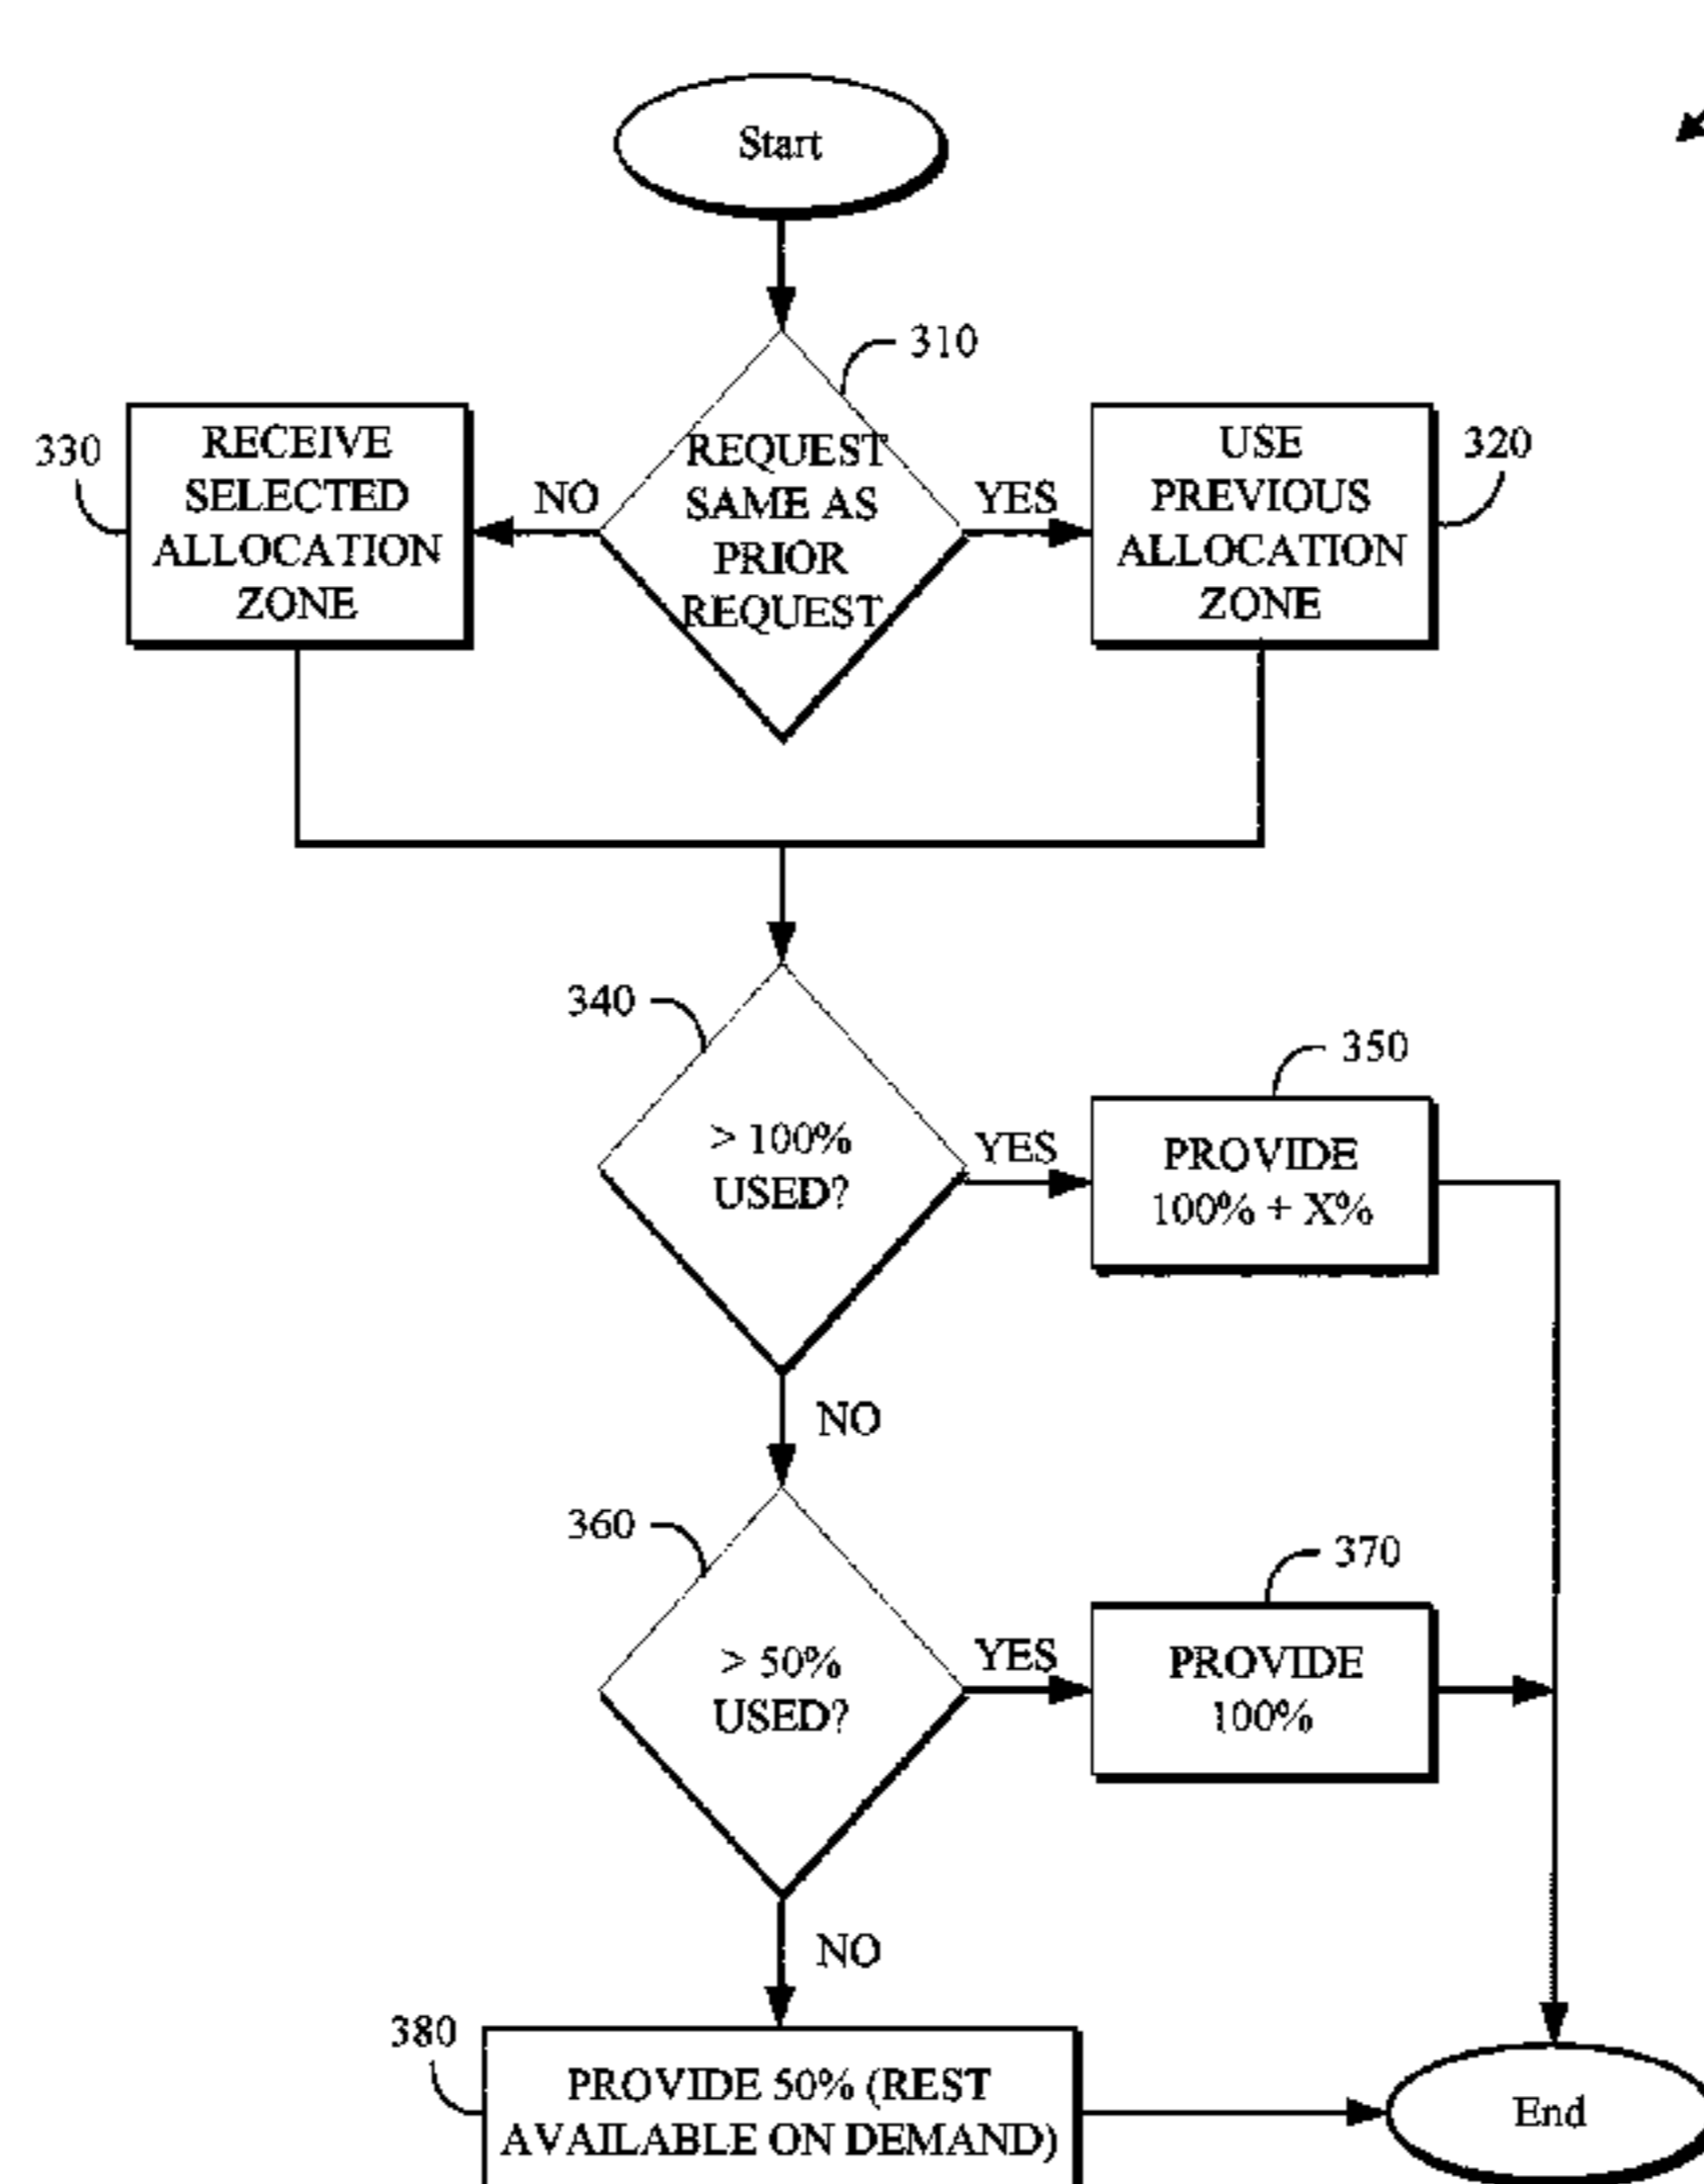 Start
310
REQUEST
SAME AS
PRIOR
REQUEST
NO
YES
330
RECEIVE
SELECTED
ALLOCATION
ZONE
USE
PREVIOUS
ALLOCATION
ZONE
320
340
> 100%
USED?
YES
350
PROVIDE
100% + X%
NO
360
> 50%
USED?
YES
370
PROVIDE
100%
NO
380
PROVIDE 50% (REST
AVAILABLE ON DEMAND)
End